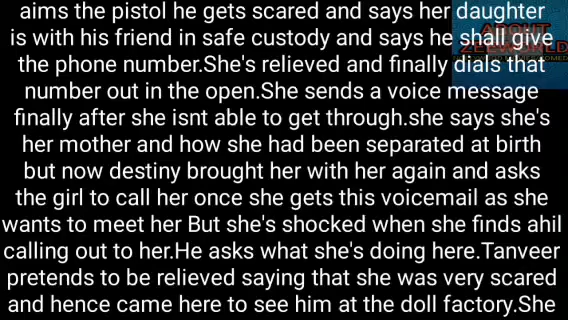 aims the pistol he gets scared and says her daughter
is with his friend in safe custody and says he shall give
the phone number.She's relieved and finally dials that
number out in the open.She sends a voice message
finally after she isnt able to get through.she says she's
her mother and how she had been separated at birth
but now destiny brought her with her again and asks
the girl to call her once she gets this voicemail as she
wants to meet her But she's shocked when she finds ahil
calling out to her.He asks what she's doing here.Tanveer
pretends to be relieved saying that she was very scared
and hence came here to see him at the doll factory.She
ABOUT
ZEEWORLD